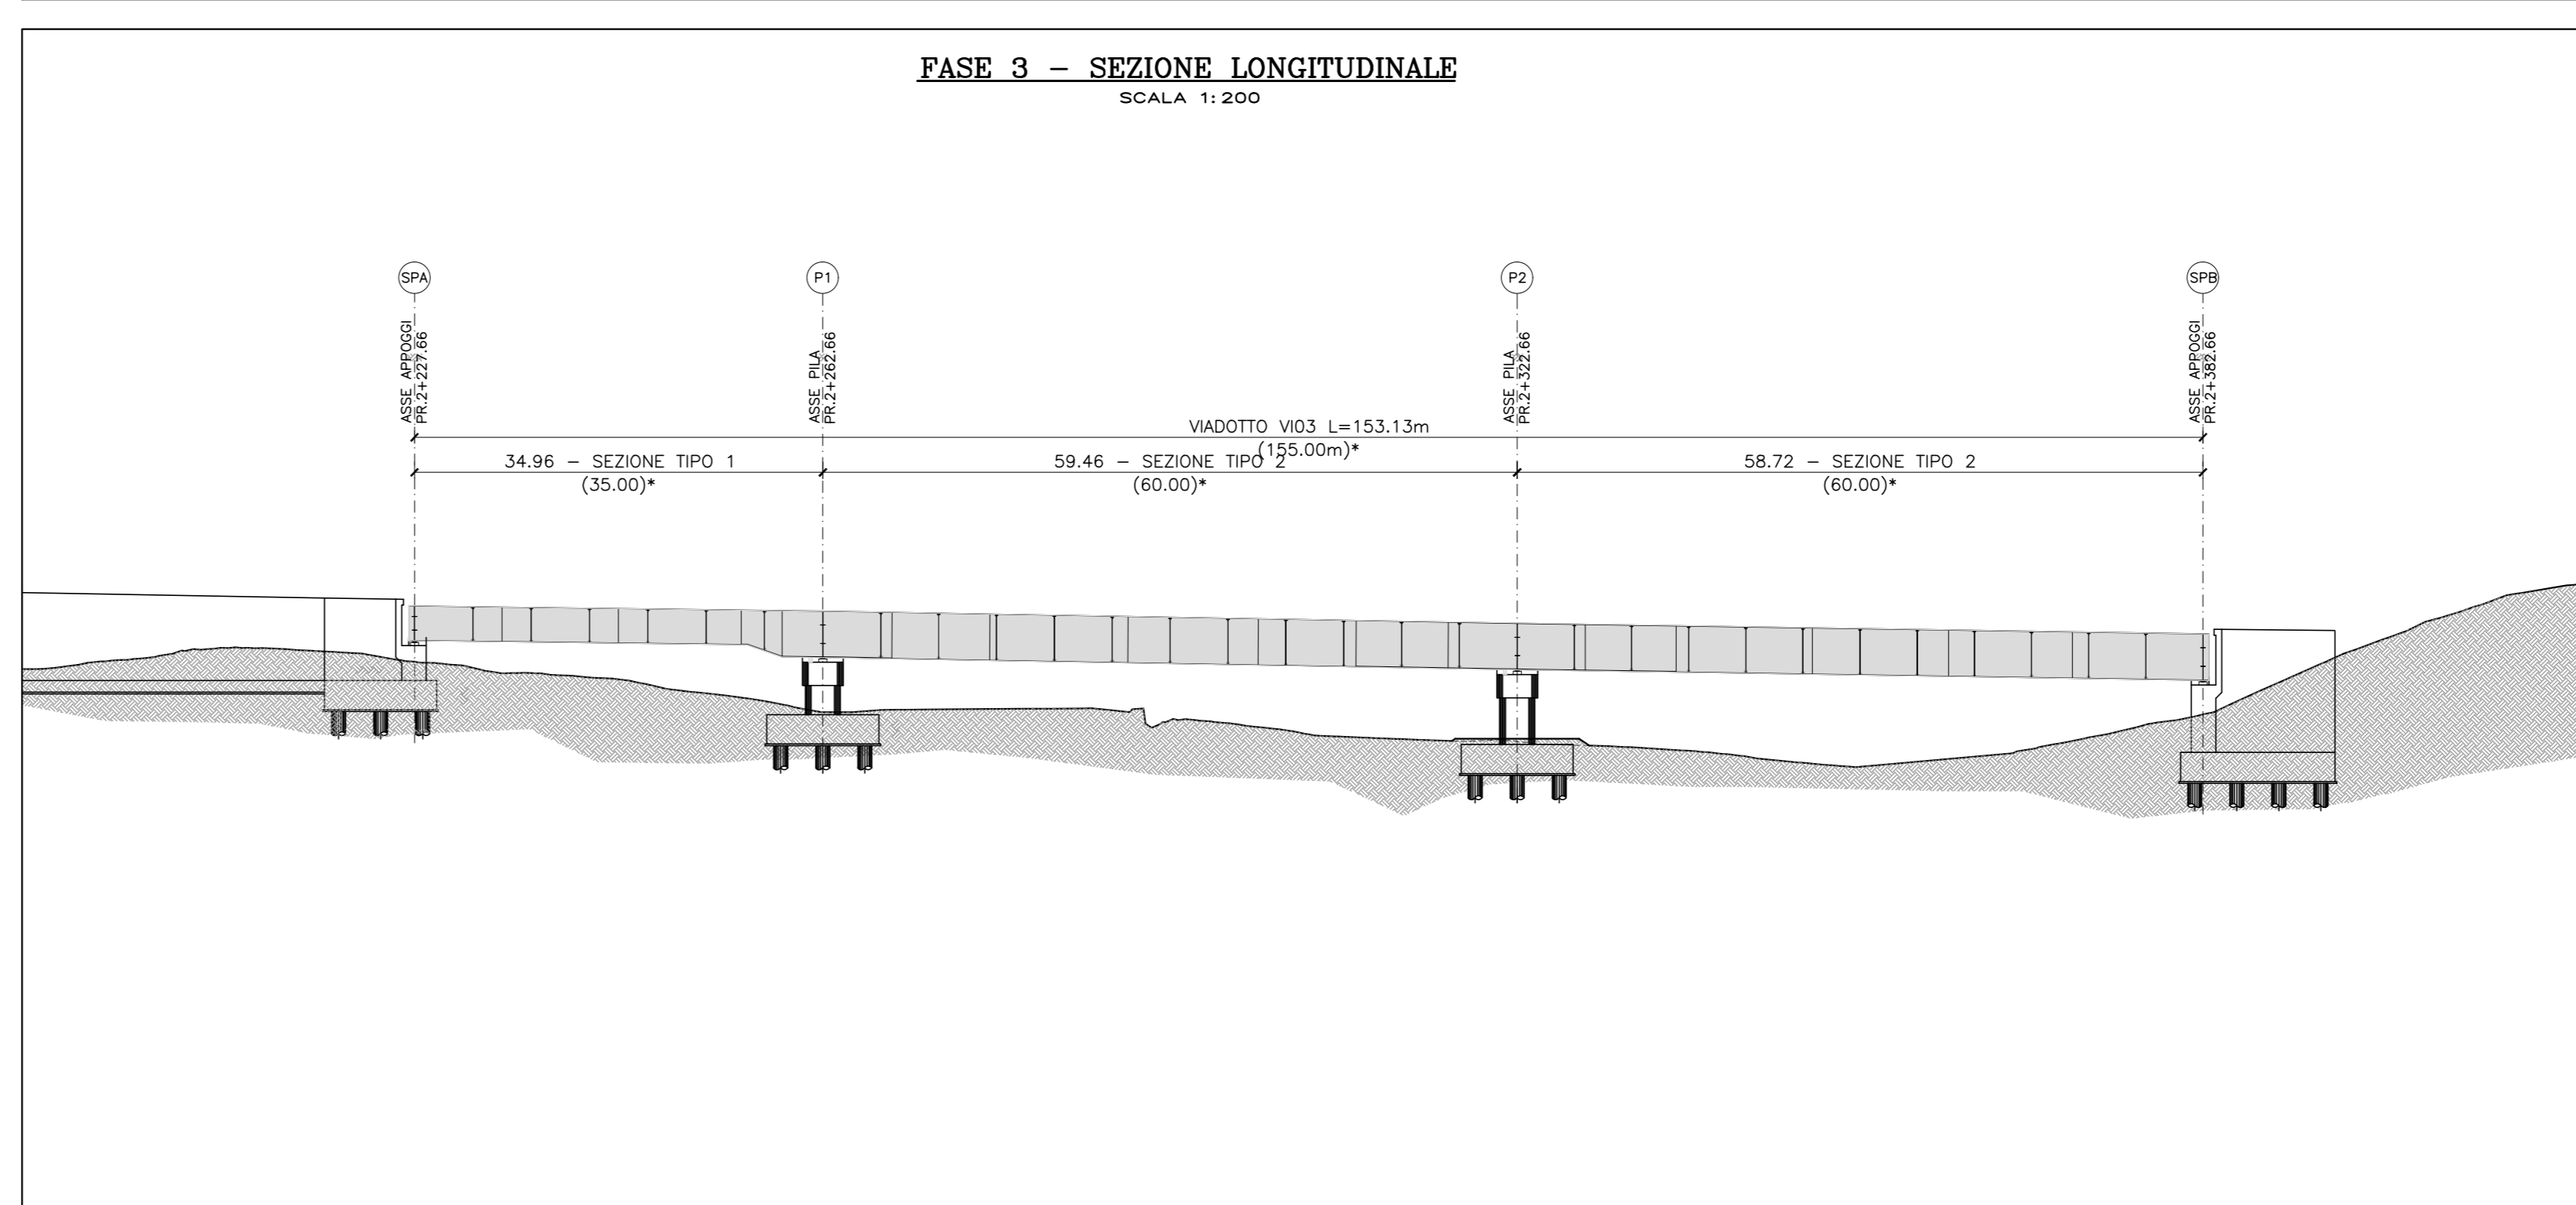 FASE 3 – SEZIONE LONGITUDINALE
SCALA 1:200
SPA
P1
P2
SPB
ASSE APPOGGI
PR.2+227.66
ASSE PILA
PR.2+262.66
ASSE PILA
PR.2+322.66
ASSE APPOGGI
PR.2+382.66
VIADOTTO VI03 L=153.13m
(155.00m)*
34.96 – SEZIONE TIPO 1
59.46 – SEZIONE TIPO 2
58.72 – SEZIONE TIPO 2
(35.00)*
(60.00)*
(60.00)*